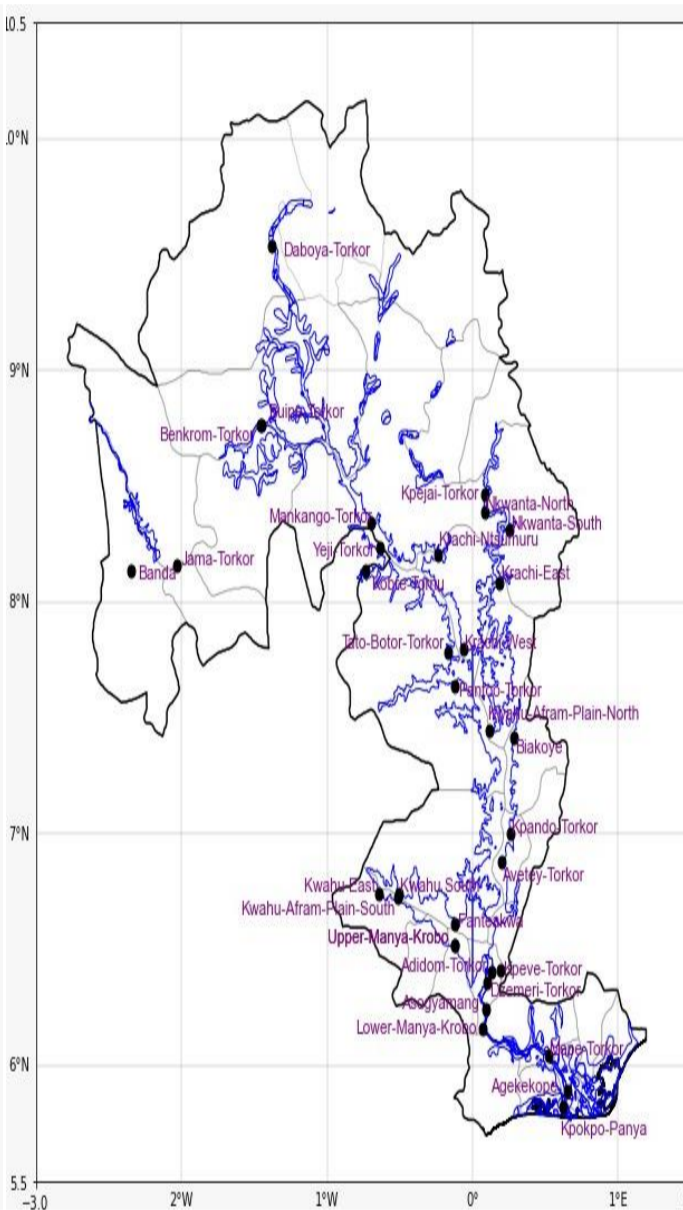 10.5
10°N
Daboya-Torkor
9°N
Buipe-Torkor
Benkrom-Torkor
Kpejai-Torkor
Nkwanta-North
Mankango-Torkor
Nkwanta-South
Krachi-Ntsumuru
Yeji-Torkor
Jama-Torkor
Banda
Krachi-East
8°N
Tato-Botor-Torkor
Krachi-West
Kwahu-Afram-Plain-North
Biakoye
7°N
Kpando-Torkor
Avetey-Torkor
Kwahu East
Kwahu South
Kwahu-Afram-Plain-South
Fanteakwa
Upper-Manya-Krobo
Adidom-Torkor
Kpeve-Torkor
Dzemeri-Torkor
Asogyamang
Lower-Manya-Krobo
Mepe-Torkor
6°N
Agekekope
Kpokpo-Panya
5.5
−3.0
2°W
1°W
0°
1°E